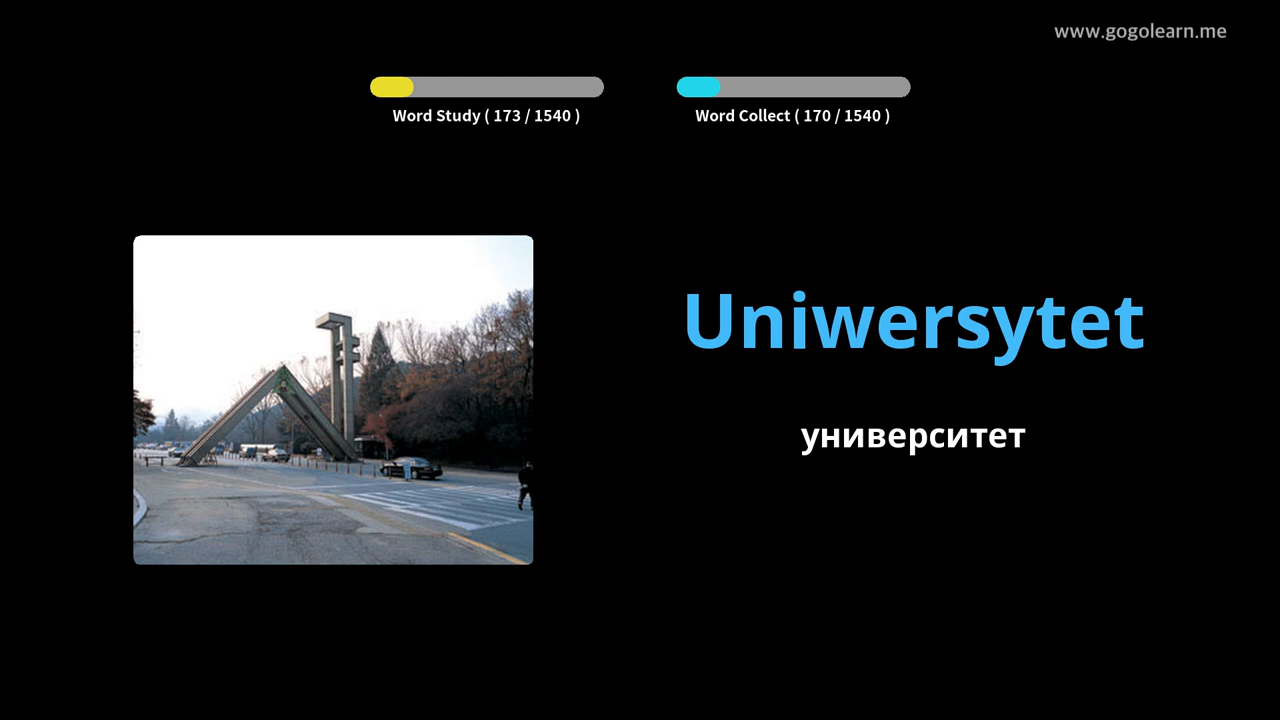 www.gogolearn.me
Word Study ( 173 / 1540 )
Word Collect ( 170 / 1540 )
Uniwersytet
университет